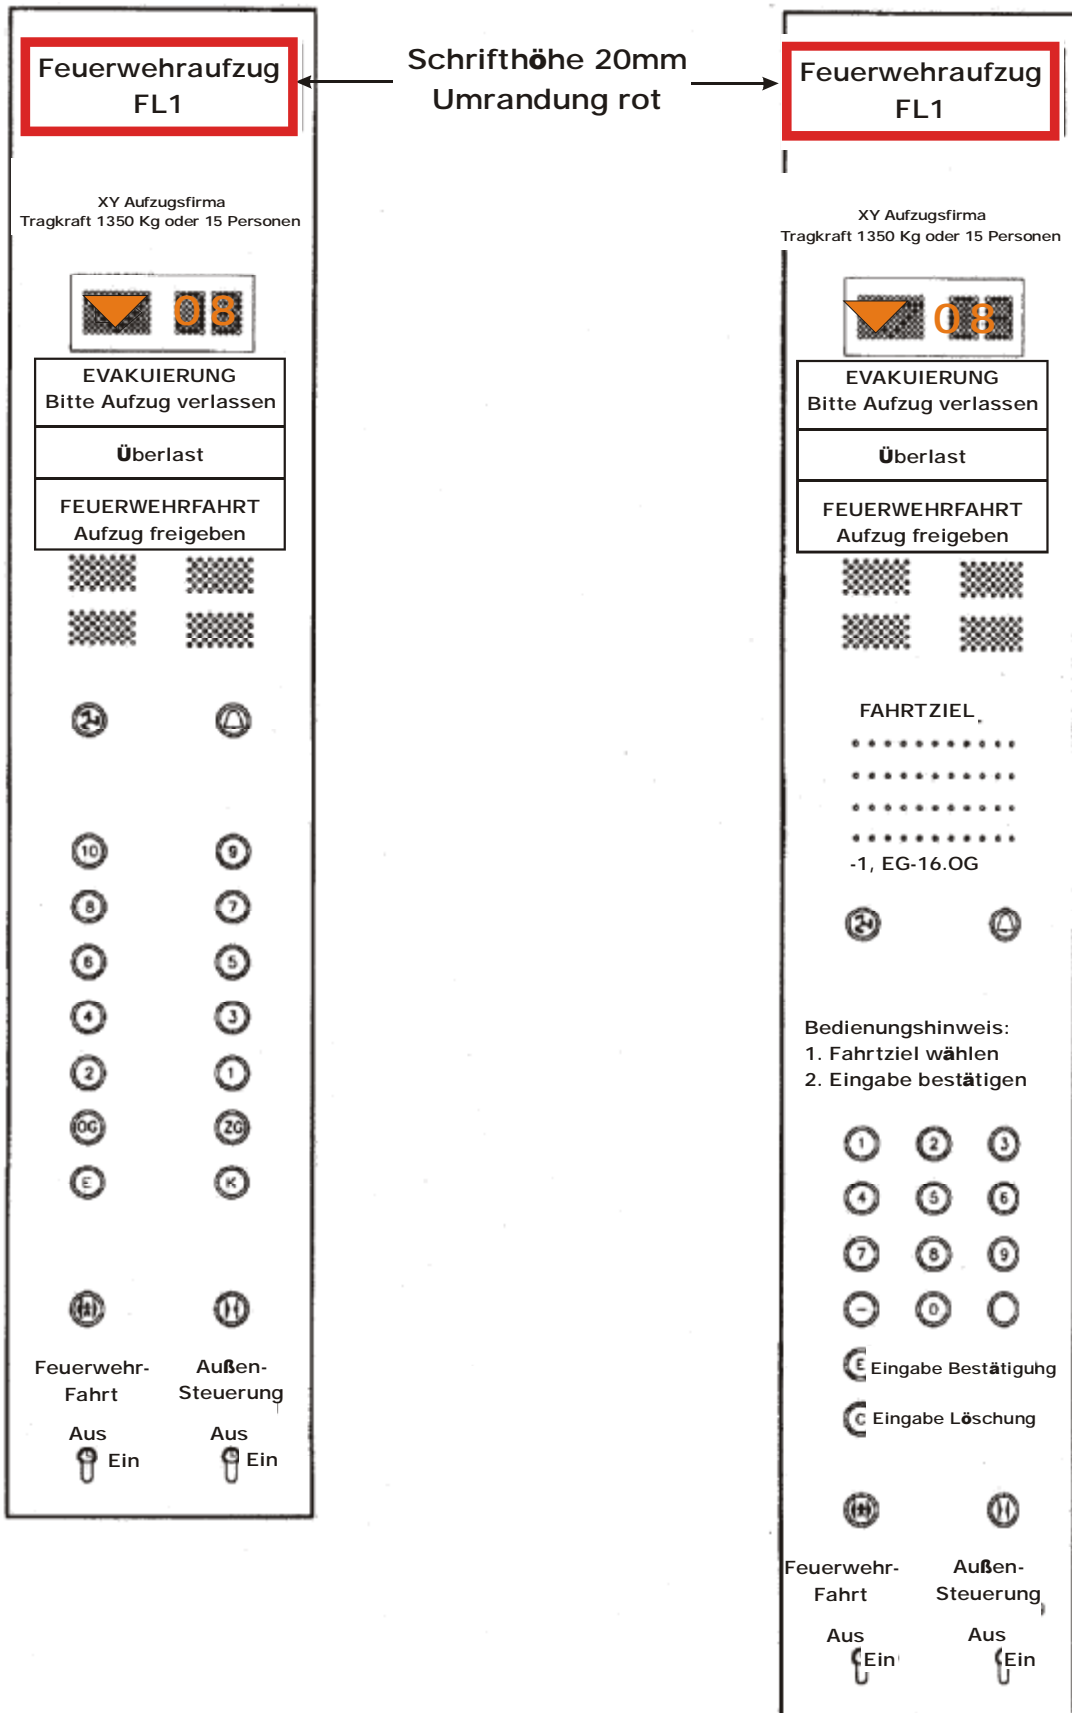 Feuerwehraufzug
FL1
XY Aufzugsfirma
Tragkraft 1350 Kg oder 15 Personen
08
EVAKUIERUNG
Bitte Aufzug verlassen
Überlast
FEUERWEHRFAHRT
Aufzug freigeben
10 9
8 7
6 5
4 3
2 1
OG ZG
E K
Feuerwehr- Außen-
Fahrt Steuerung
Aus Aus
Ein Ein
Schrifthöhe 20mm
Umrandung rot
Feuerwehraufzug
FL1
XY Aufzugsfirma
Tragkraft 1350 Kg oder 15 Personen
08
EVAKUIERUNG
Bitte Aufzug verlassen
Überlast
FEUERWEHRFAHRT
Aufzug freigeben
FAHRTZIEL
-1, EG-16.OG
Bedienungshinweis:
1. Fahrtziel wählen
2. Eingabe bestätigen
1 2 3
4 5 6
7 8 9
- 0
E Eingabe Bestätigung
C Eingabe Löschung
Feuerwehr- Außen-
Fahrt Steuerung
Aus Aus
Ein Ein